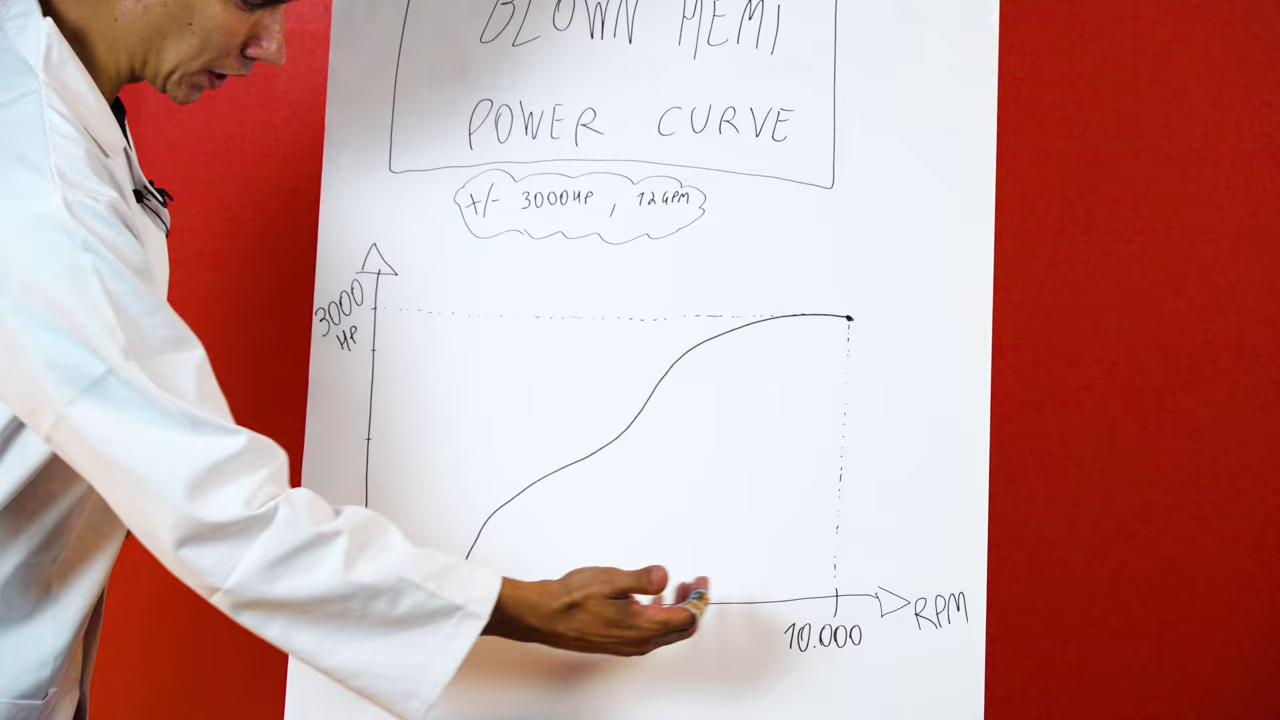 BLOWN HEMI
POWER CURVE
+/- 3000HP, 12GPM
3000
HP
10.000
RPM